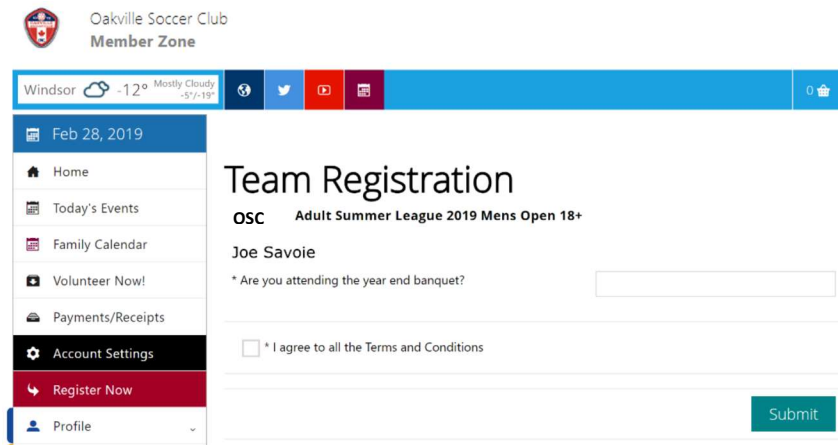 Oakville Soccer Club
Member Zone
Windsor -12° Mostly Cloudy
-5°/-19°
0
Feb 28, 2019
Home
Today's Events
Family Calendar
Volunteer Now!
Payments/Receipts
Account Settings
Register Now
Profile
Team Registration
OSC Adult Summer League 2019 Mens Open 18+
Joe Savoie
* Are you attending the year end banquet?
* I agree to all the Terms and Conditions
Submit